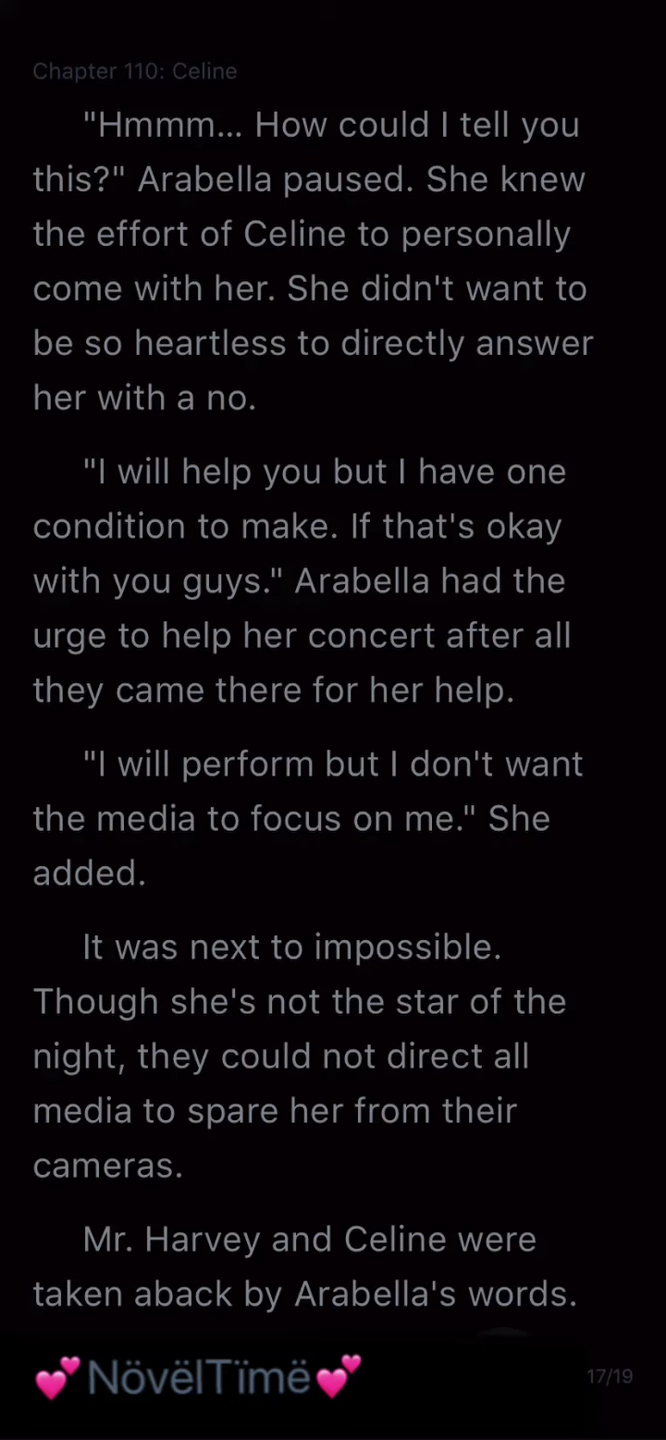 Chapter 110: Celine
"Hmmm... How could I tell you
this?" Arabella paused. She knew
the effort of Celine to personally
come with her. She didn't want to
be so heartless to directly answer
her with a no.
"I will help you but I have one
condition to make. If that's okay
with you guys." Arabella had the
urge to help her concert after all
they came there for her help.
"I will perform but I don't want
the media to focus on me." She
added.
It was next to impossible.
Though she's not the star of the
night, they could not direct all
media to spare her from their
cameras.
Mr. Harvey and Celine were
taken aback by Arabella's words.
💕NövëlTïmë💕
17/19